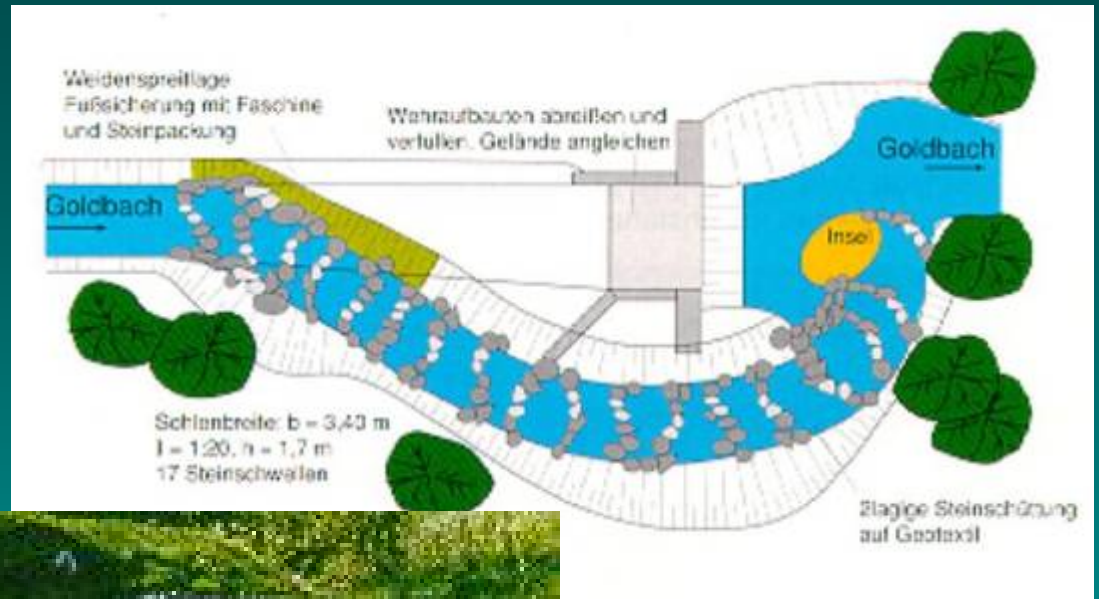 Weidenspreitlage
Fußsicherung mit Faschine
und Steinpackung
Wehraufbauten abreißen und
verfüllen, Gelände angleichen
Goldbach
Goldbach
Insel
Sohlenbreite: b = 3,40 m
I = 1:20, h = 1,7 m
17 Steinschwellen
2lagige Steinschüttung
auf Geotextil